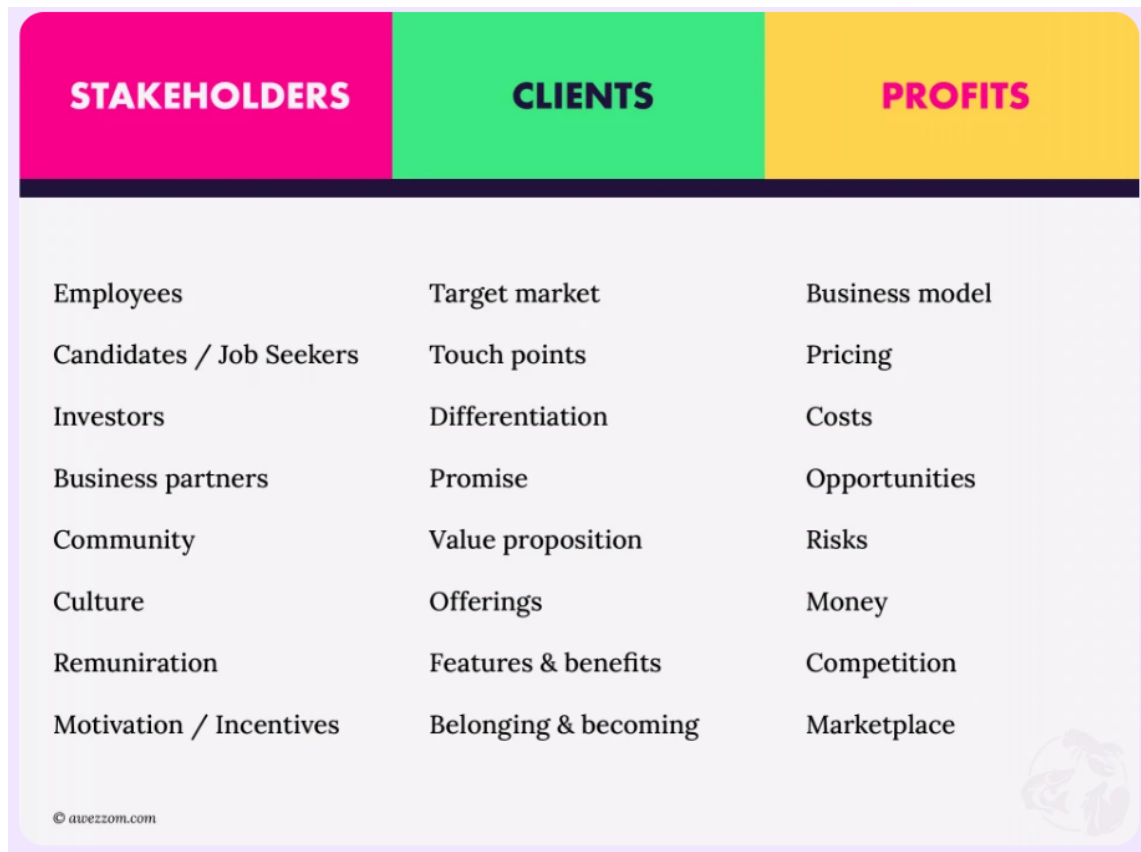 STAKEHOLDERS
CLIENTS
PROFITS
Employees
Target market
Business model
Candidates / Job Seekers
Touch points
Pricing
Investors
Differentiation
Costs
Business partners
Promise
Opportunities
Community
Value proposition
Risks
Culture
Offerings
Money
Remuniration
Features & benefits
Competition
Motivation / Incentives
Belonging & becoming
Marketplace
© awezzom.com